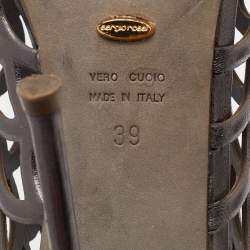 sergio rossi
VERO CUOIO
MADE IN ITALY
39